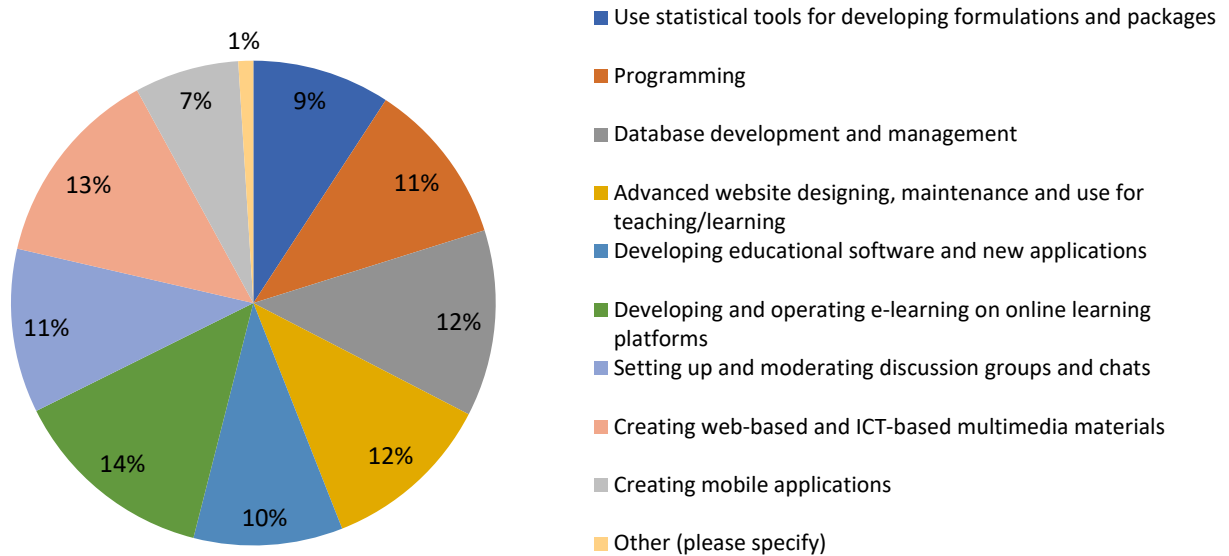 1%
9%
11%
12%
12%
10%
14%
11%
13%
7%
Use statistical tools for developing formulations and packages
Programming
Database development and management
Advanced website designing, maintenance and use for
teaching/learning
Developing educational software and new applications
Developing and operating e-learning on online learning
platforms
Setting up and moderating discussion groups and chats
Creating web-based and ICT-based multimedia materials
Creating mobile applications
Other (please specify)